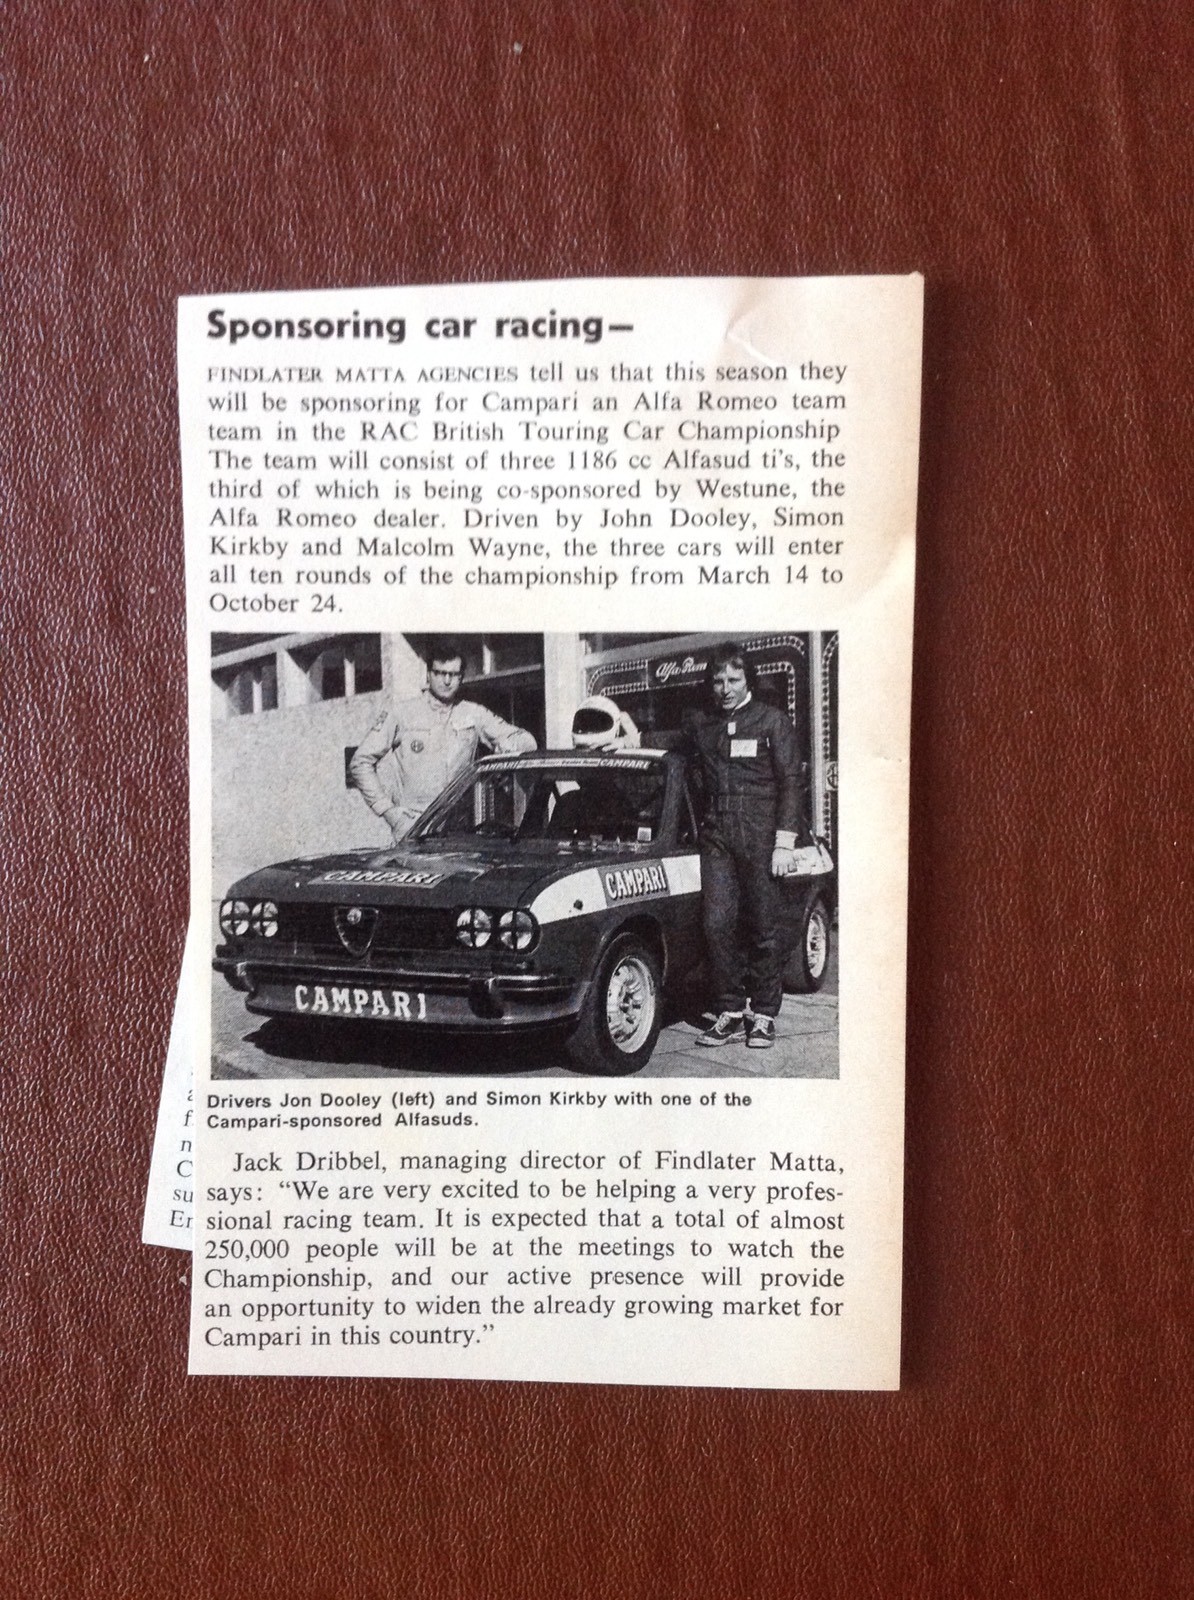 Sponsoring car racing—
FINDLATER MATTA AGENCIES tell us that this season they
will be sponsoring for Campari an Alfa Romeo team
team in the RAC British Touring Car Championship
The team will consist of three 1186 cc Alfasud ti's, the
third of which is being co-sponsored by Westune, the
Alfa Romeo dealer. Driven by John Dooley, Simon
Kirkby and Malcolm Wayne, the three cars will enter
all ten rounds of the championship from March 14 to
October 24.
Alfa Rom
CAMPARI CAMPARI
CAMPARI
CAMPARI
CAMPARI
Drivers Jon Dooley (left) and Simon Kirkby with one of the
Campari-sponsored Alfasuds.
Jack Dribbel, managing director of Findlater Matta,
says: “We are very excited to be helping a very profes-
sional racing team. It is expected that a total of almost
250,000 people will be at the meetings to watch the
Championship, and our active presence will provide
an opportunity to widen the already growing market for
Campari in this country.”
f
n
C
su
En